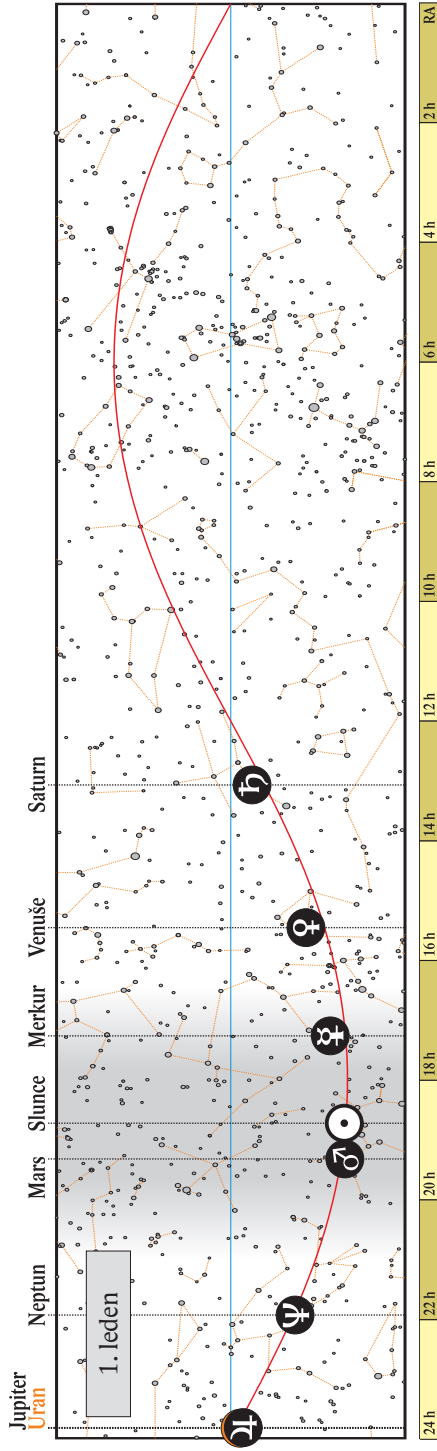 Jupiter
Uran
Neptun
Mars
Slunce
Merkur
Venuše
Saturn
1. leden
24 h
22 h
20 h
18 h
16 h
14 h
12 h
10 h
8 h
6 h
4 h
2 h
RA